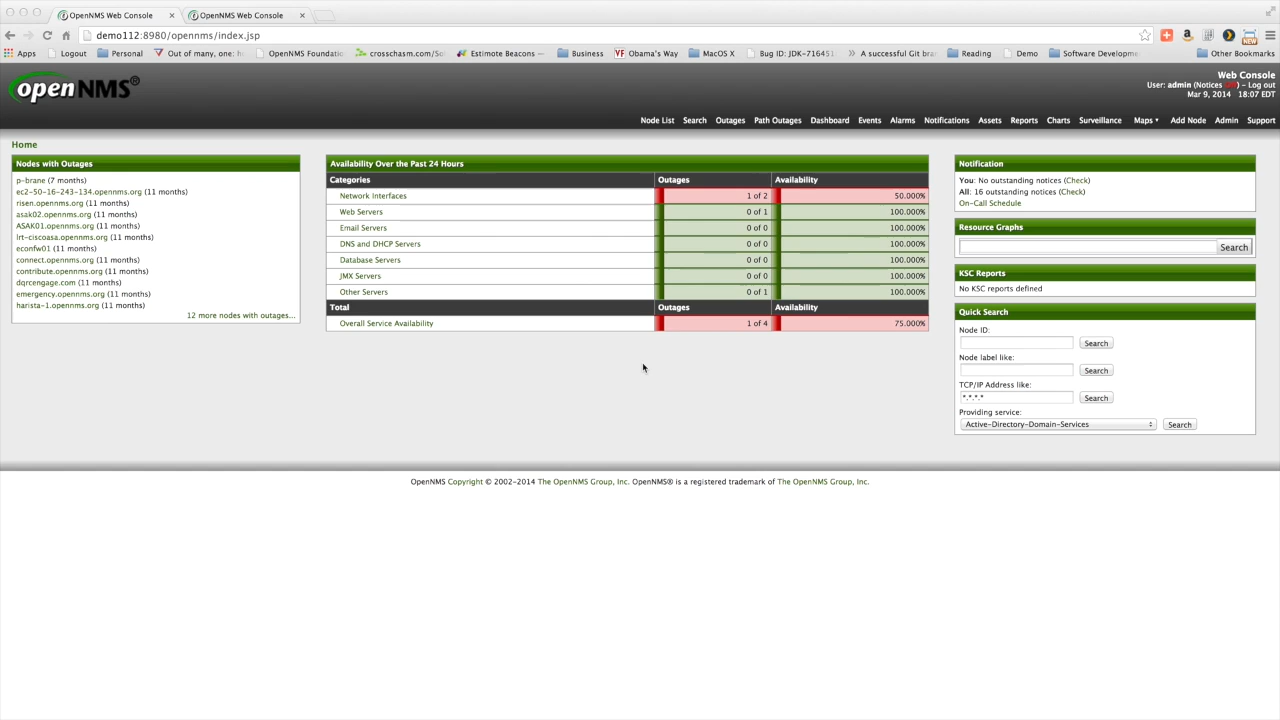 OpenNMS Web Console
OpenNMS Web Console
demo112:8980/opennms/index.jsp
Apps Logout Personal Out of many, one: ho OpenNMS Foundatio crosschasm.com/So Estimote Beacons – Business Obama's Way MacOS X Bug ID: JDK-71645 A successful Git bran Reading Demo Software Developme Other Bookmarks
openNMS®
Web Console
User: admin (Notices ) – Log out
Mar 9, 2014 18:07 EDT
Node List Search Outages Path Outages Dashboard Events Alarms Notifications Assets Reports Charts Surveillance Maps Add Node Admin Support
Home
Nodes with Outages
p-brane (7 months)
ec2-50-16-243-134.opennms.org (11 months)
risen.opennms.org (11 months)
asak02.opennms.org (11 months)
ASAK01.opennms.org (11 months)
lrt-ciscoasa.opennms.org (11 months)
econfw01 (11 months)
connect.opennms.org (11 months)
contribute.opennms.org (11 months)
dqrcengage.com (11 months)
emergency.opennms.org (11 months)
harista-1.opennms.org (11 months)
12 more nodes with outages...
Availability Over the Past 24 Hours
Categories Outages Availability
Network Interfaces 1 of 2 50.000%
Web Servers 0 of 1 100.000%
Email Servers 0 of 0 100.000%
DNS and DHCP Servers 0 of 0 100.000%
Database Servers 0 of 0 100.000%
JMX Servers 0 of 0 100.000%
Other Servers 0 of 1 100.000%
Total Outages Availability
Overall Service Availability 1 of 4 75.000%
Notification
You: No outstanding notices (Check)
All: 16 outstanding notices (Check)
On-Call Schedule
Resource Graphs
Search
KSC Reports
No KSC reports defined
Quick Search
Node ID:
Search
Node label like:
Search
TCP/IP Address like:
*.*.*.* Search
Providing service:
Active-Directory-Domain-Services Search
OpenNMS Copyright © 2002-2014 The OpenNMS Group, Inc. OpenNMS® is a registered trademark of The OpenNMS Group, Inc.